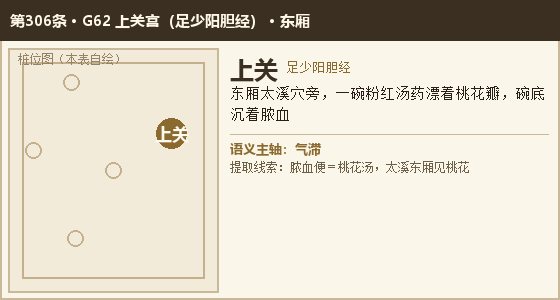 第306条・G62 上关宫（足少阳胆经）・东厢
桩位图（本表自绘）
上关
上关 足少阳胆经
东厢太溪穴旁，一碗粉红汤药漂着桃花瓣，碗底
沉着脓血
语义主轴：气滞
提取线索：脓血便＝桃花汤，太溪东厢见桃花